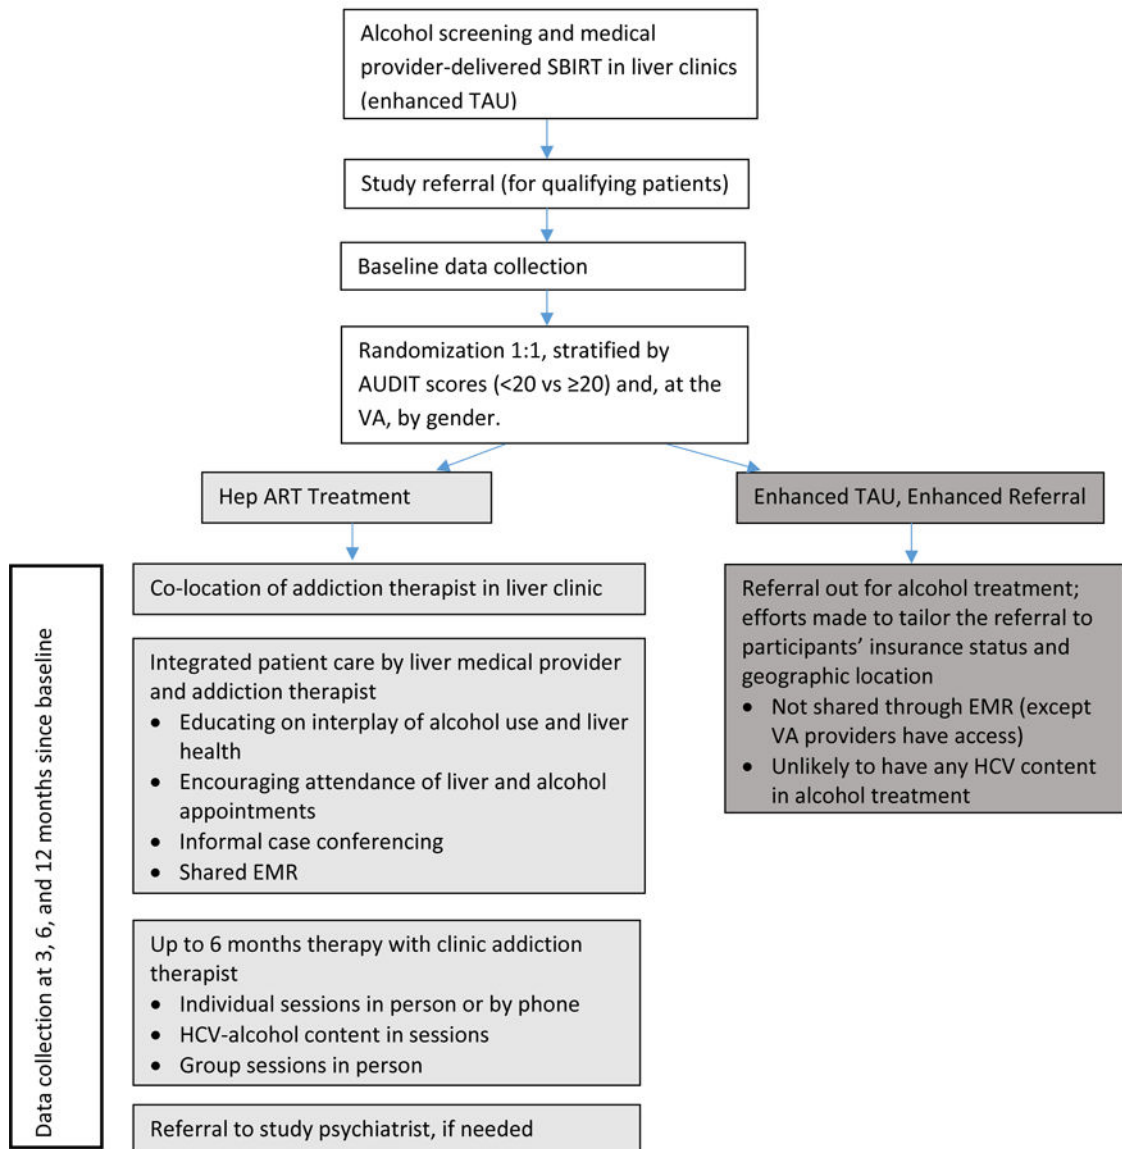 Alcohol screening and medical
provider-delivered SBIRT in liver clinics
(enhanced TAU)
Study referral (for qualifying patients)
Baseline data collection
Randomization 1:1, stratified by
AUDIT scores (<20 vs ≥20) and, at the
VA, by gender.
Hep ART Treatment
Enhanced TAU, Enhanced Referral
Data collection at 3, 6, and 12 months since baseline
Co-location of addiction therapist in liver clinic
Integrated patient care by liver medical provider
and addiction therapist
• Educating on interplay of alcohol use and liver
health
• Encouraging attendance of liver and alcohol
appointments
• Informal case conferencing
• Shared EMR
Up to 6 months therapy with clinic addiction
therapist
• Individual sessions in person or by phone
• HCV-alcohol content in sessions
• Group sessions in person
Referral to study psychiatrist, if needed
Referral out for alcohol treatment;
efforts made to tailor the referral to
participants’ insurance status and
geographic location
• Not shared through EMR (except
VA providers have access)
• Unlikely to have any HCV content
in alcohol treatment